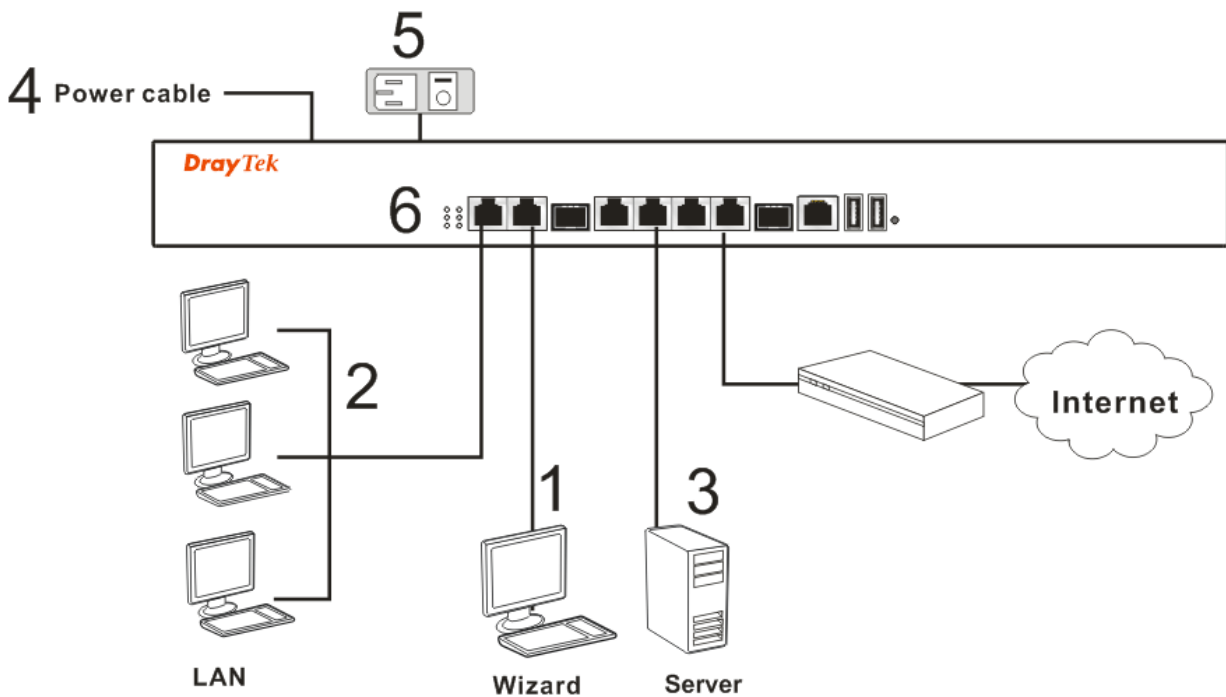 5
4 Power cable
DrayTek
6
2
Internet
1
3
LAN
Wizard
Server